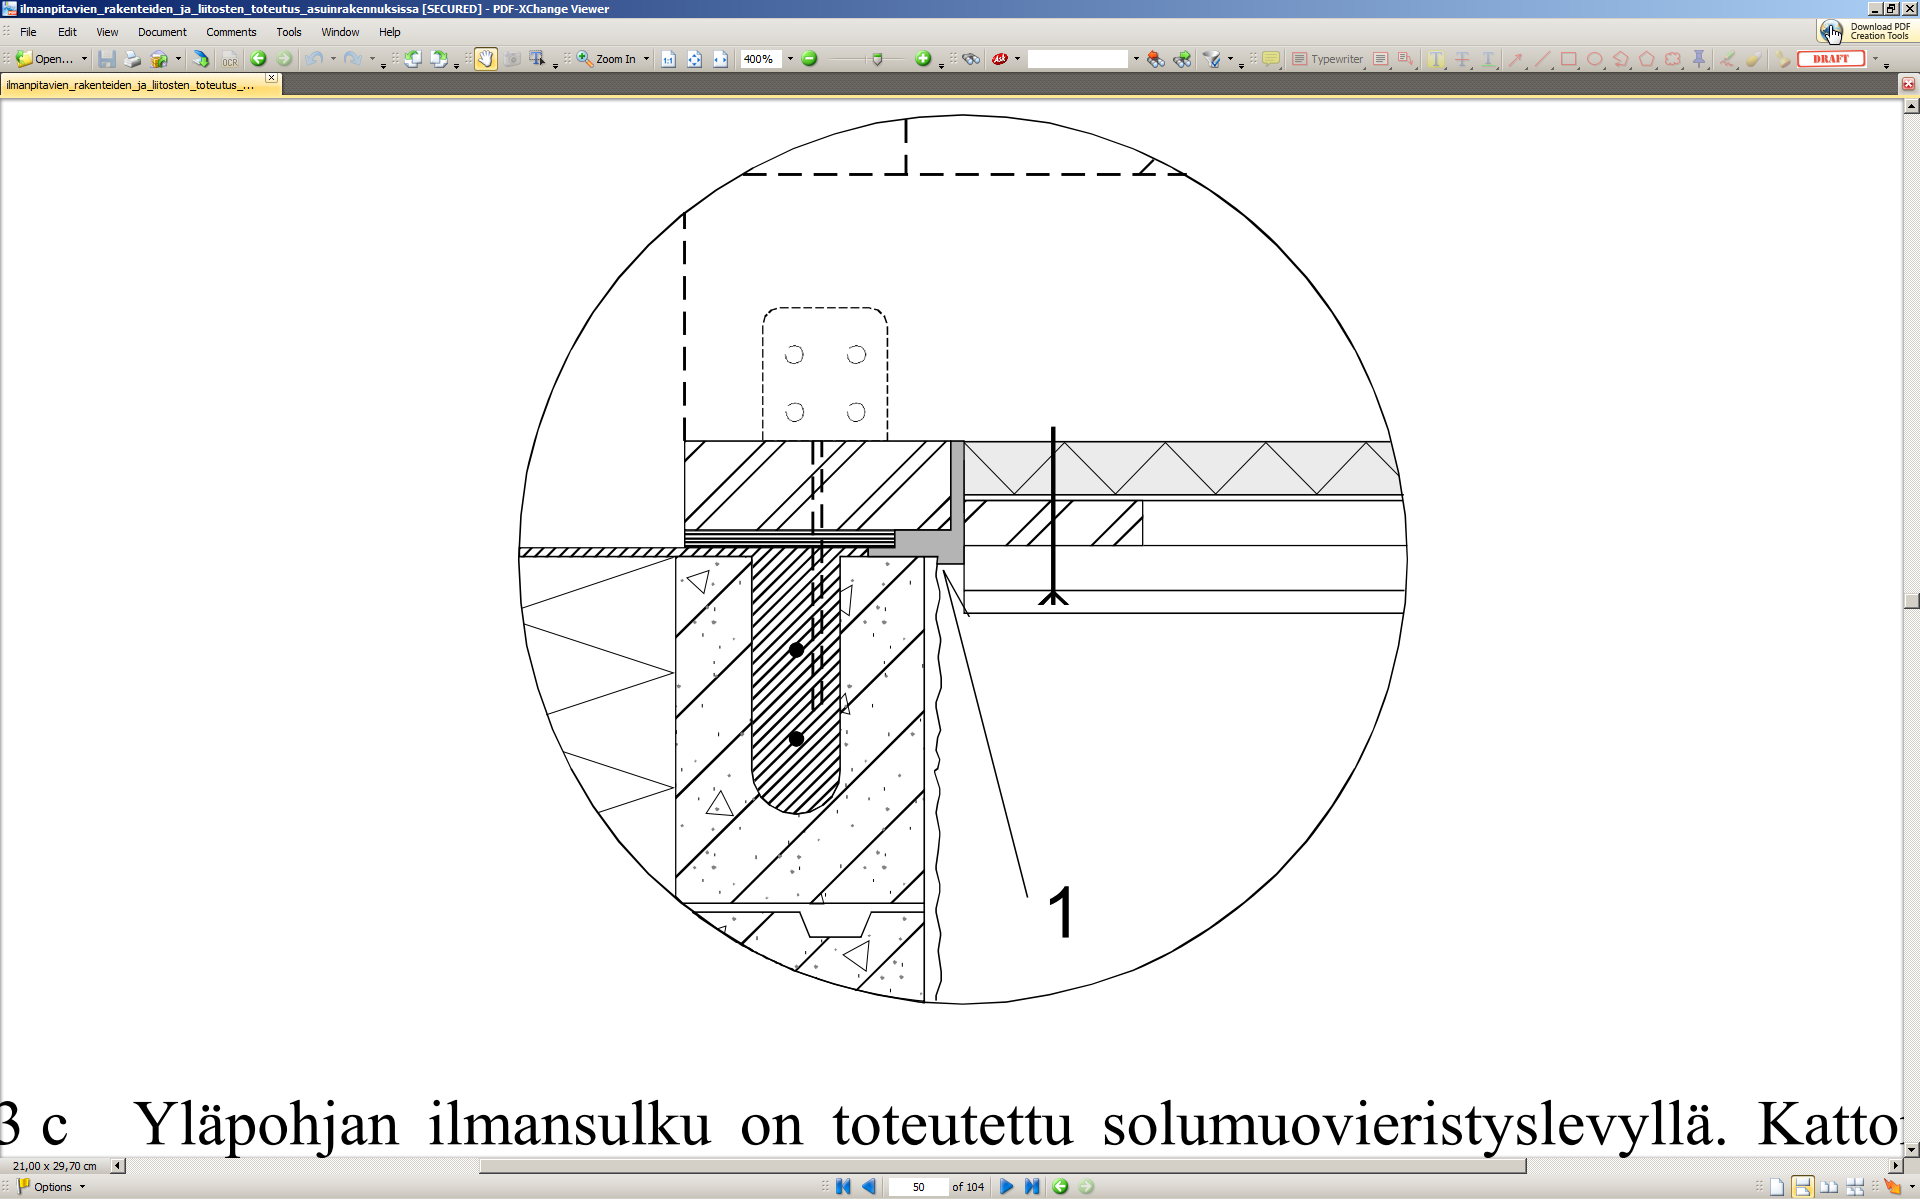 ilmanpitavien_rakenteiden_ja_liitosten_toteutus_asuinrakennuksissa [SECURED] - PDF-XChange Viewer
File Edit View Document Comments Tools Window Help
Download PDF
Creation Tools
Open... OCR Zoom In 400% Ask Typewriter T T T DRAFT
ilmanpitavien_rakenteiden_ja_liitosten_toteutus_...
1
3 c Yläpohjan ilmansulku on toteutettu solumuovieristyslevyllä. Katto
21,00 x 29,70 cm
Options 50 of 104